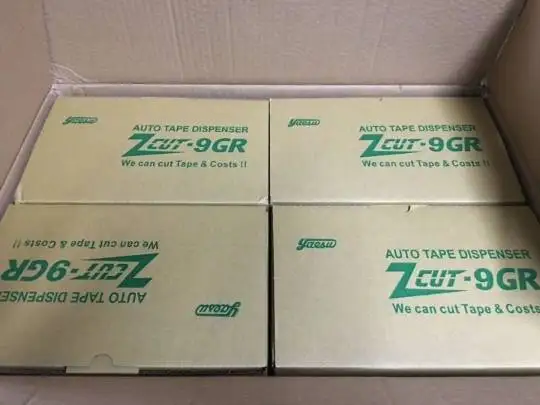 Yaesu
AUTO TAPE DISPENSER
ZCUT-9GR
We can cut Tape & Costs !!
Yaesu
AUTO TAPE DISPENSER
ZCUT-9GR
We can cut Tape & Costs !!
Yaesu
AUTO TAPE DISPENSER
ZCUT-9GR
We can cut Tape & Costs !!
Yaesu
AUTO TAPE DISPENSER
ZCUT-9GR
We can cut Tape & Costs